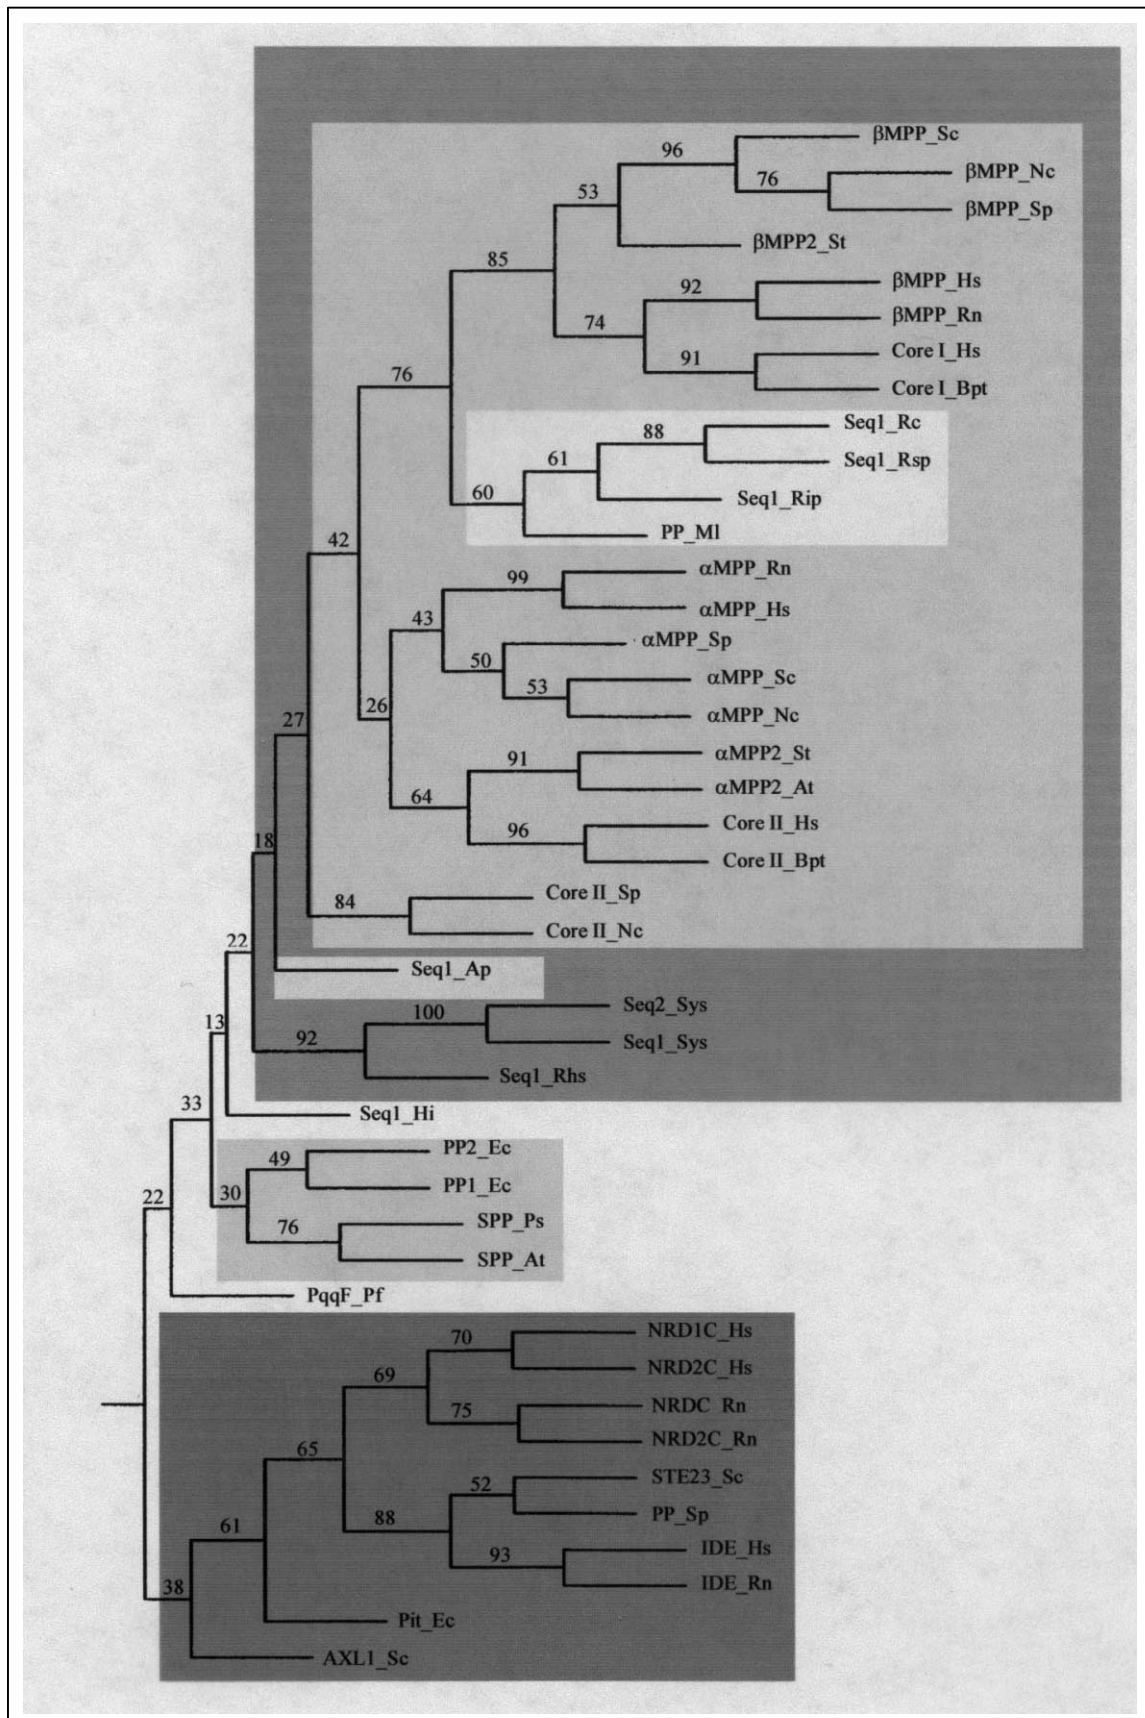 βMPP_Sc
96
βMPP_Nc
76
53
βMPP_Sp
βMPP2_St
85
βMPP_Hs
92
βMPP_Rn
74
Core I_Hs
91
76
Core I_Bpt
Seq1_Rc
88
Seq1_Rsp
61
60
Seq1_Rip
PP_Ml
42
αMPP_Rn
99
αMPP_Hs
43
αMPP_Sp
50
αMPP_Sc
53
26
αMPP_Nc
27
αMPP2_St
91
αMPP2_At
64
Core II_Hs
96
18
Core II_Bpt
Core II_Sp
84
Core II_Nc
22
Seq1_Ap
Seq2_Sys
100
13
Seq1_Sys
92
Seq1_Rhs
33
Seq1_Hi
PP2_Ec
49
PP1_Ec
22
30
SPP_Ps
76
SPP_At
PqqF_Pf
NRD1C_Hs
70
NRD2C_Hs
69
NRDC Rn
75
NRD2C_Rn
65
STE23_Sc
52
PP_Sp
88
61
IDE_Hs
93
IDE_Rn
38
Pit_Ec
AXL1_Sc